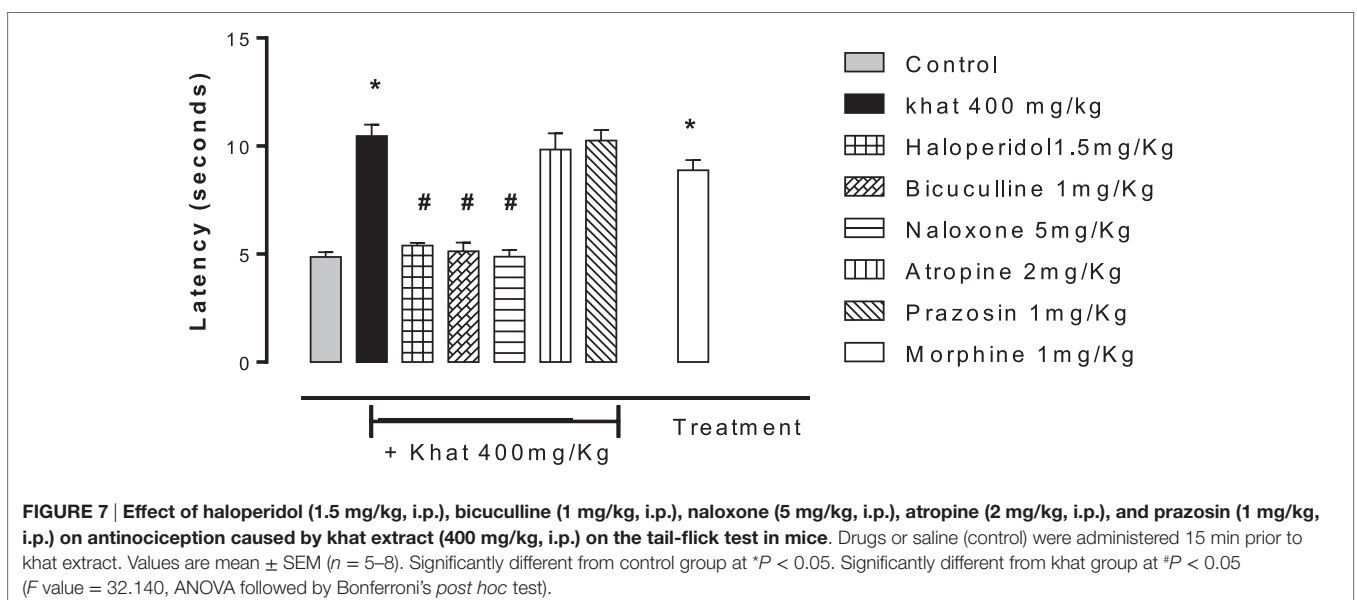 15
10
5
0
Latency (seconds)
*
#
#
#
*
Control
khat 400 mg/kg
Haloperidol1.5mg/Kg
Bicuculline 1mg/Kg
Naloxone 5mg/Kg
Atropine 2mg/Kg
Prazosin 1mg/Kg
Morphine 1mg/Kg
Treatment
+ Khat 400mg/Kg
FIGURE 7 | Effect of haloperidol (1.5 mg/kg, i.p.), bicuculline (1 mg/kg, i.p.), naloxone (5 mg/kg, i.p.), atropine (2 mg/kg, i.p.), and prazosin (1 mg/kg,
i.p.) on antinociception caused by khat extract (400 mg/kg, i.p.) on the tail-flick test in mice. Drugs or saline (control) were administered 15 min prior to
khat extract. Values are mean ± SEM (n = 5–8). Significantly different from control group at *P < 0.05. Significantly different from khat group at #P < 0.05
(F value = 32.140, ANOVA followed by Bonferroni's post hoc test).